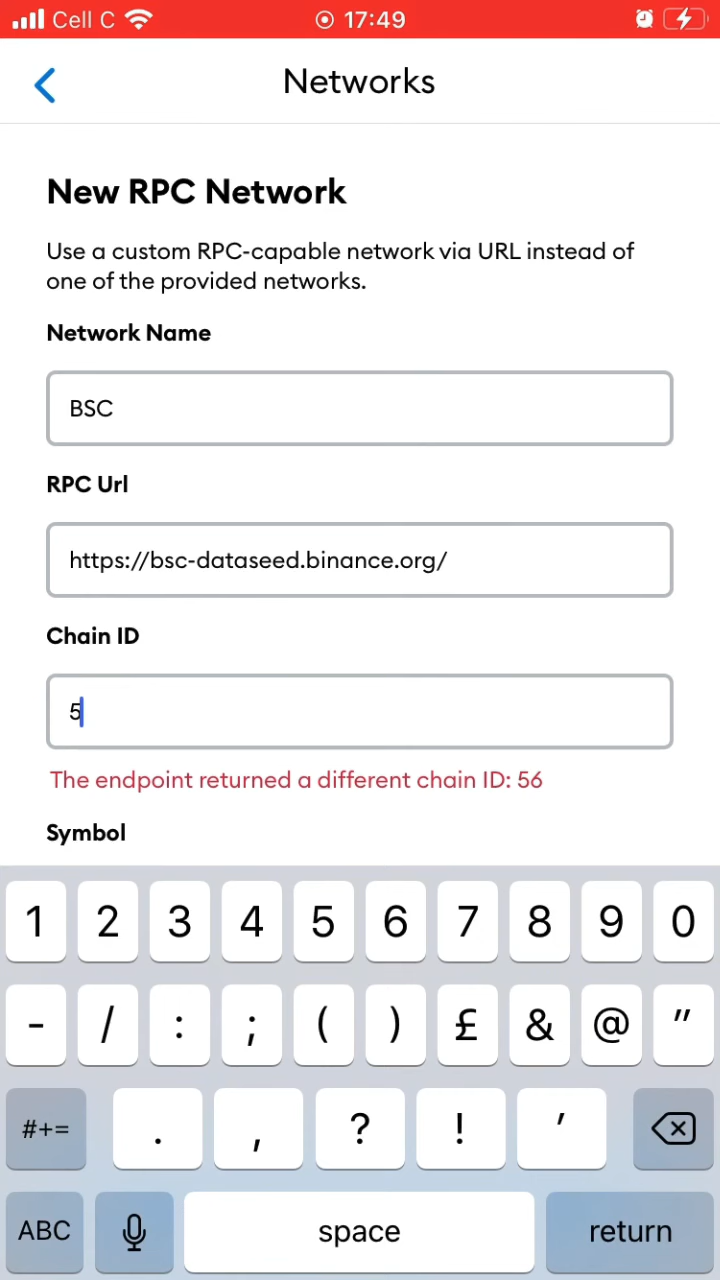 Cell C 17:49
Networks
New RPC Network
Use a custom RPC-capable network via URL instead of
one of the provided networks.
Network Name
BSC
RPC Url
https://bsc-dataseed.binance.org/
Chain ID
5
The endpoint returned a different chain ID: 56
Symbol
1 2 3 4 5 6 7 8 9 0
- / : ; ( ) £ & @ "
#+= . , ? ! '
ABC space return